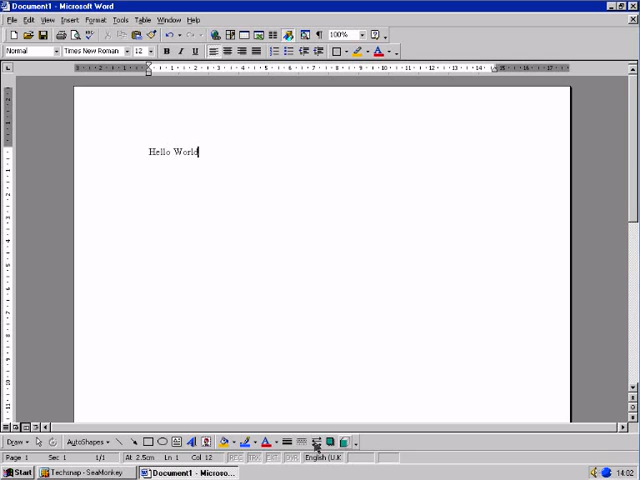 Document1 - Microsoft Word
File Edit View Insert Format Tools Table Window Help
100%
Normal Times New Roman 12 B I U
Hello World
Draw AutoShapes
Page 1 Sec 1 1/1 At 2.5cm Ln 1 Col 12 REC TRK EXT OVR English (U.K
Start Techsnap - SeaMonkey Document1 - Microso... 14:02